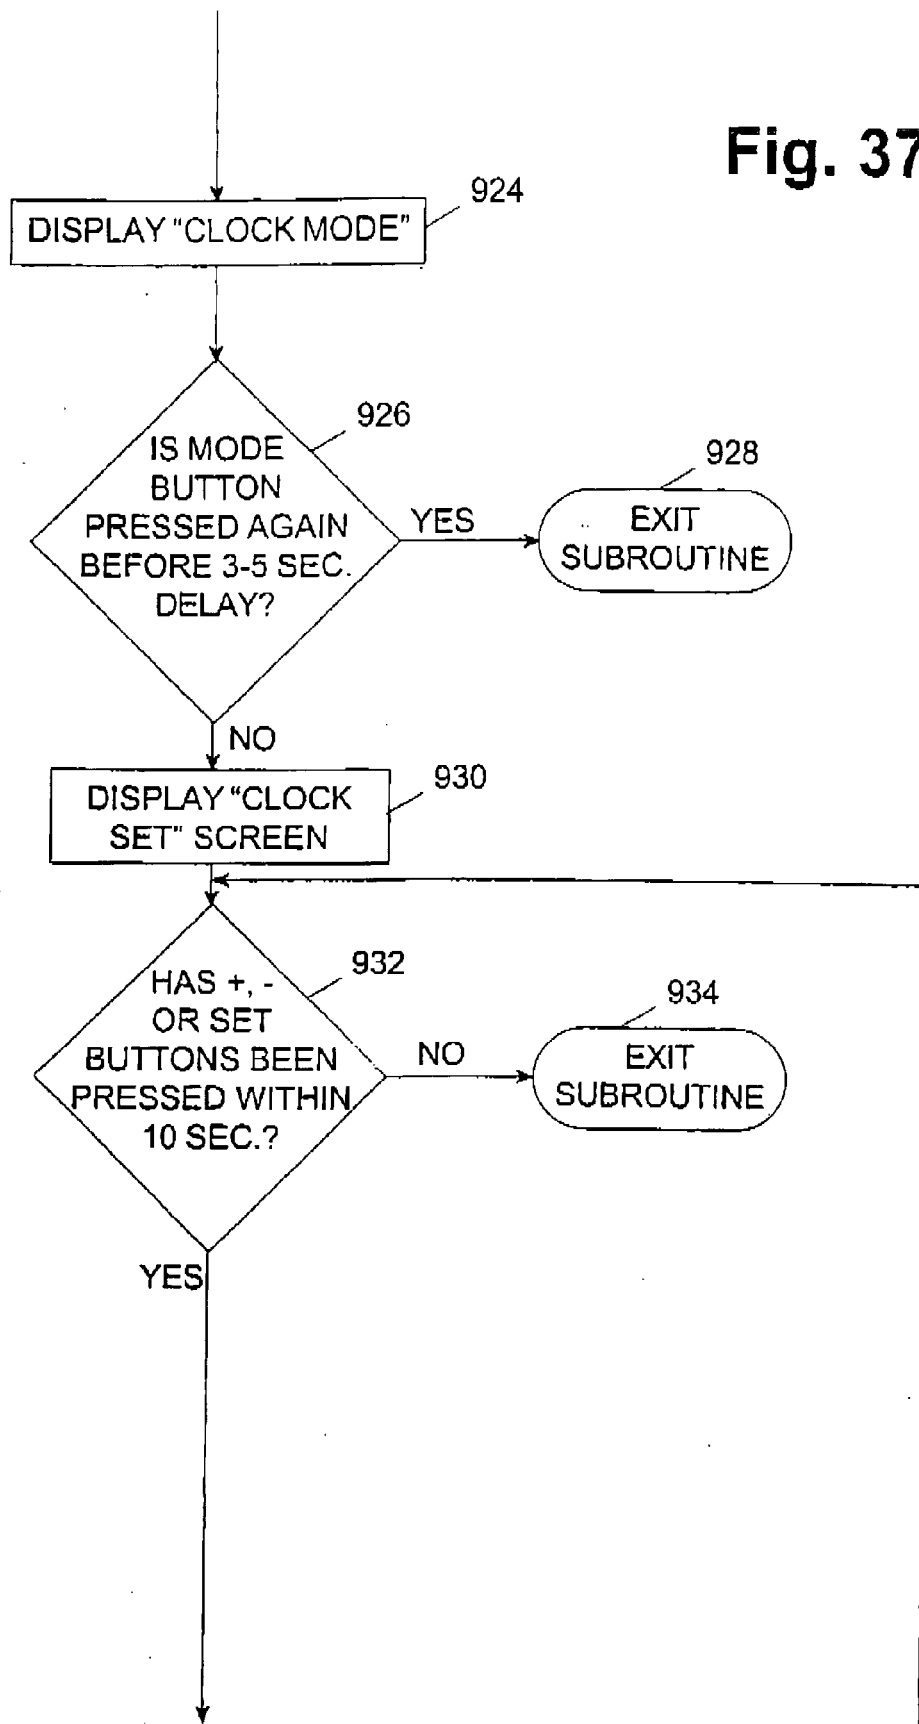 Fig. 37
924
DISPLAY "CLOCK MODE"
926
IS MODE
BUTTON
PRESSED AGAIN
BEFORE 3-5 SEC.
DELAY?
YES
928
EXIT
SUBROUTINE
NO
930
DISPLAY "CLOCK
SET" SCREEN
932
HAS +, -
OR SET
BUTTONS BEEN
PRESSED WITHIN
10 SEC.?
NO
934
EXIT
SUBROUTINE
YES